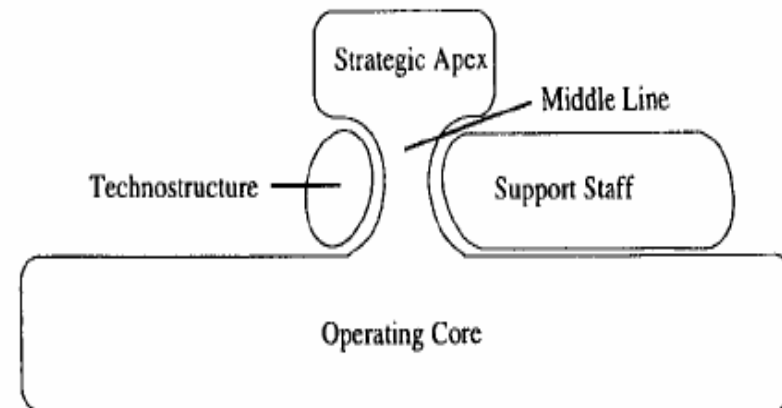 Strategic Apex
Middle Line
Technostructure
Support Staff
Operating Core